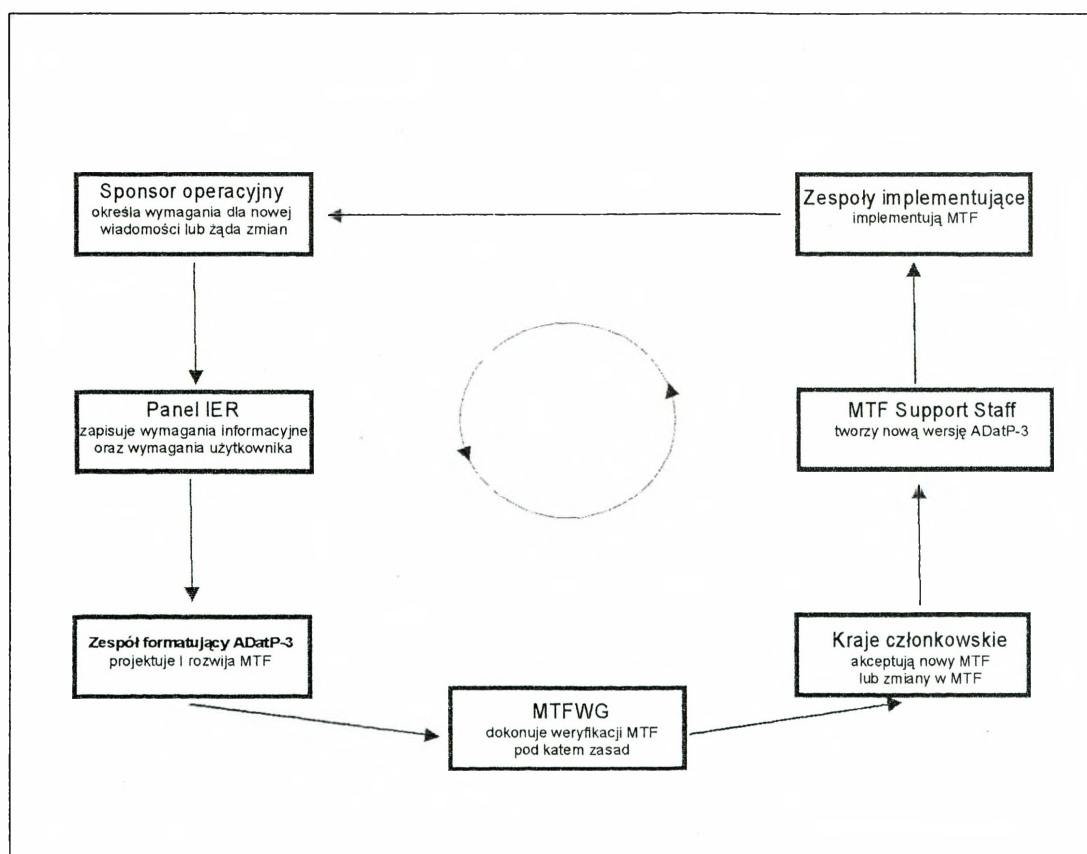 Sponsor operacyjny
określa wymagania dla nowej
wiadomości lub żąda zmian
Zespoły implementujące
implementują MTF
Panel IER
zapisuje wymagania informacyjne
oraz wymagania użytkownika
MTF Support Staff
tworzy nową wersję ADatP-3
Zespół formatujący ADatP-3
projektuje I rozwija MTF
MTFWG
dokonuje weryfikacji MTF
pod katem zasad
Kraje członkowskie
akceptują nowy MTF
lub zmiany w MTF